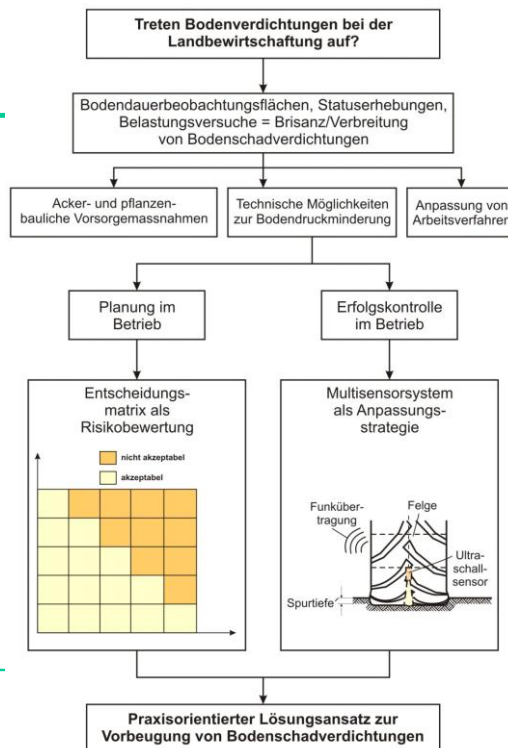 Treten Bodenverdichtungen bei der
Landbewirtschaftung auf?
Bodendauerbeobachtungsflächen, Statuserhebungen,
Belastungsversuche = Brisanz/Verbreitung
von Bodenschadverdichtungen
Acker- und pflanzen-
bauliche Vorsorgemassnahmen
Technische Möglichkeiten
zur Bodendruckminderung
Anpassung von
Arbeitsverfahren
Planung im
Betrieb
Erfolgskontrolle
im Betrieb
Entscheidungs-
matrix als
Risikobewertung
nicht akzeptabel
akzeptabel
Multisensorsystem
als Anpassungs-
strategie
Funküber-
tragung
Felge
Ultra-
schall-
sensor
Spurtiefe
Praxisorientierter Lösungsansatz zur
Vorbeugung von Bodenschadverdichtungen